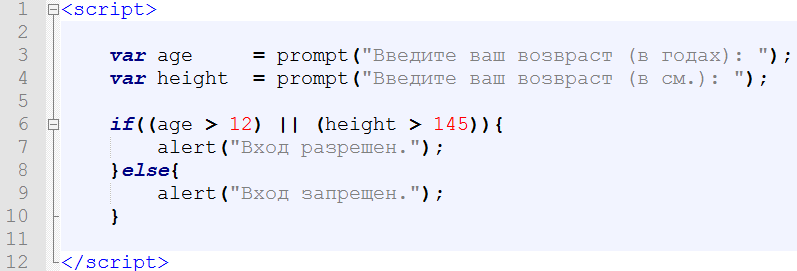 1 <script>
2
3 var age     = prompt("Введите ваш возвраст (в годах): ");
4 var height  = prompt("Введите ваш возвраст (в см.): ");
5
6 if((age > 12) || (height > 145)){
7 alert("Вход разрешен.");
8 }else{
9 alert("Вход запрещен.");
10 }
11
12 </script>